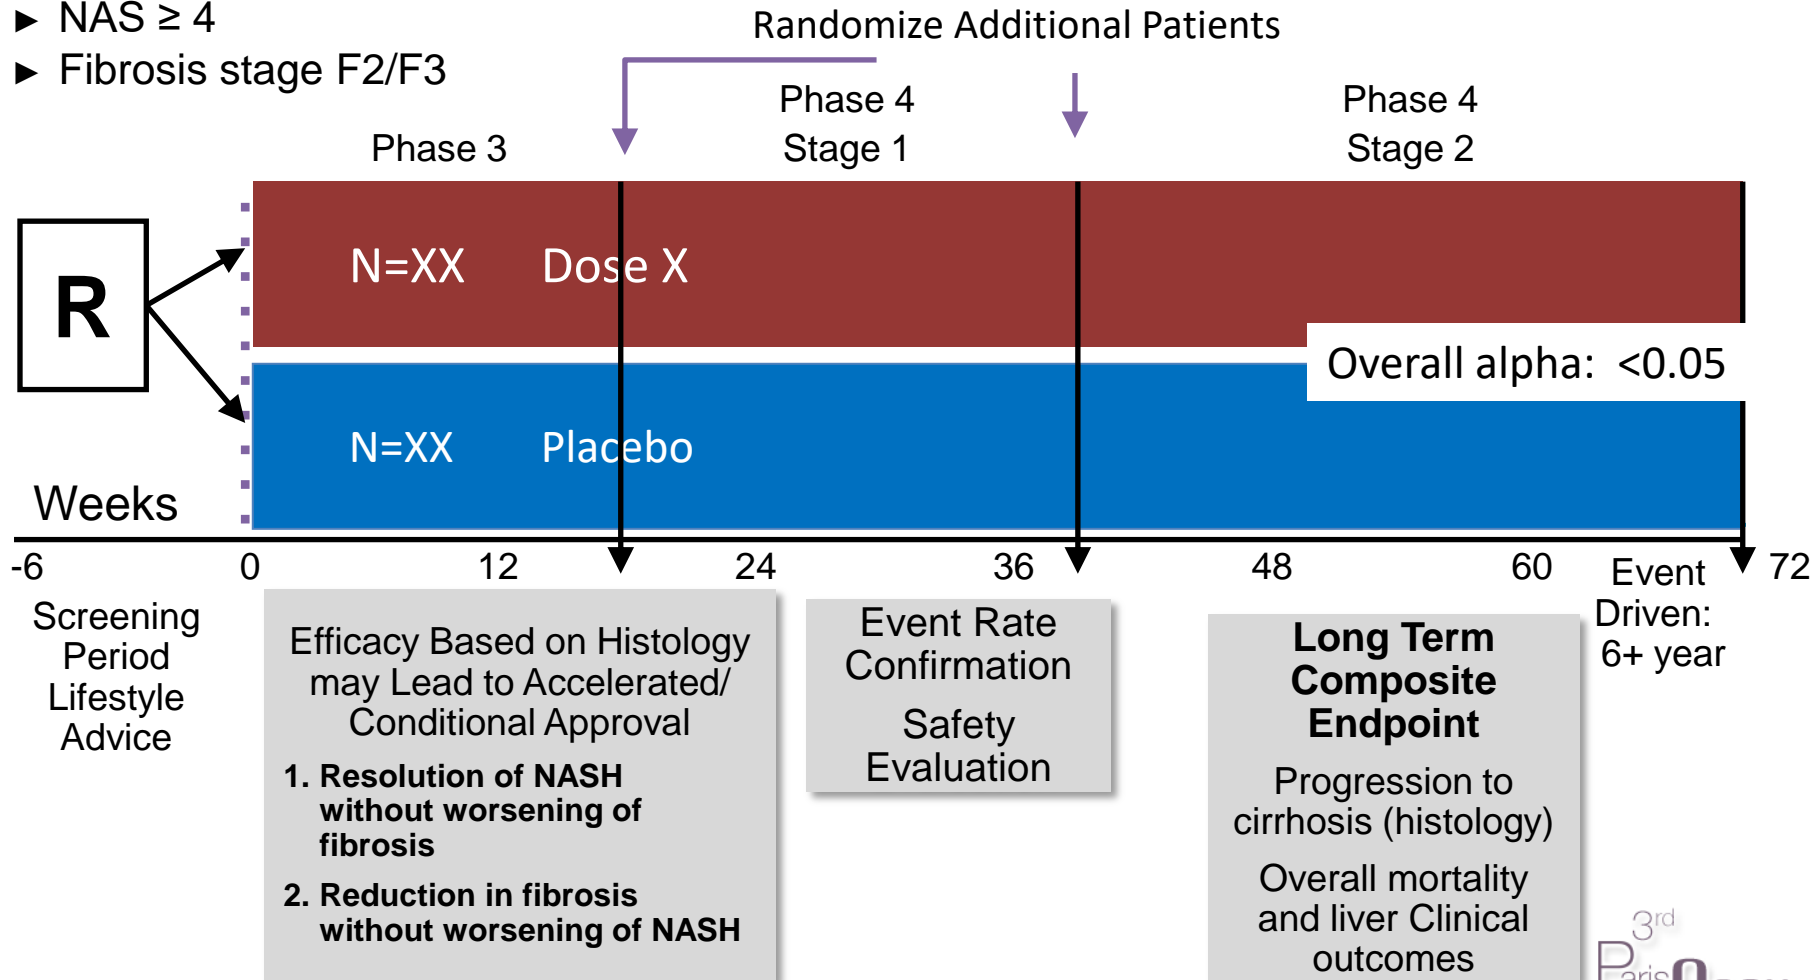 ► NAS ≥ 4
► Fibrosis stage F2/F3
Randomize Additional Patients
Phase 3
Phase 4
Stage 1
Phase 4
Stage 2
R
N=XX Dose X
Overall alpha: <0.05
N=XX Placebo
Weeks
-6 0 12 24 36 48 60 72
Screening
Period
Lifestyle
Advice
Efficacy Based on Histology
may Lead to Accelerated/
Conditional Approval
1. Resolution of NASH
without worsening of
fibrosis
2. Reduction in fibrosis
without worsening of NASH
Event Rate
Confirmation
Safety
Evaluation
Long Term
Composite
Endpoint
Progression to
cirrhosis (histology)
Overall mortality
and liver Clinical
outcomes
Event
Driven:
6+ year
3rd
Paris